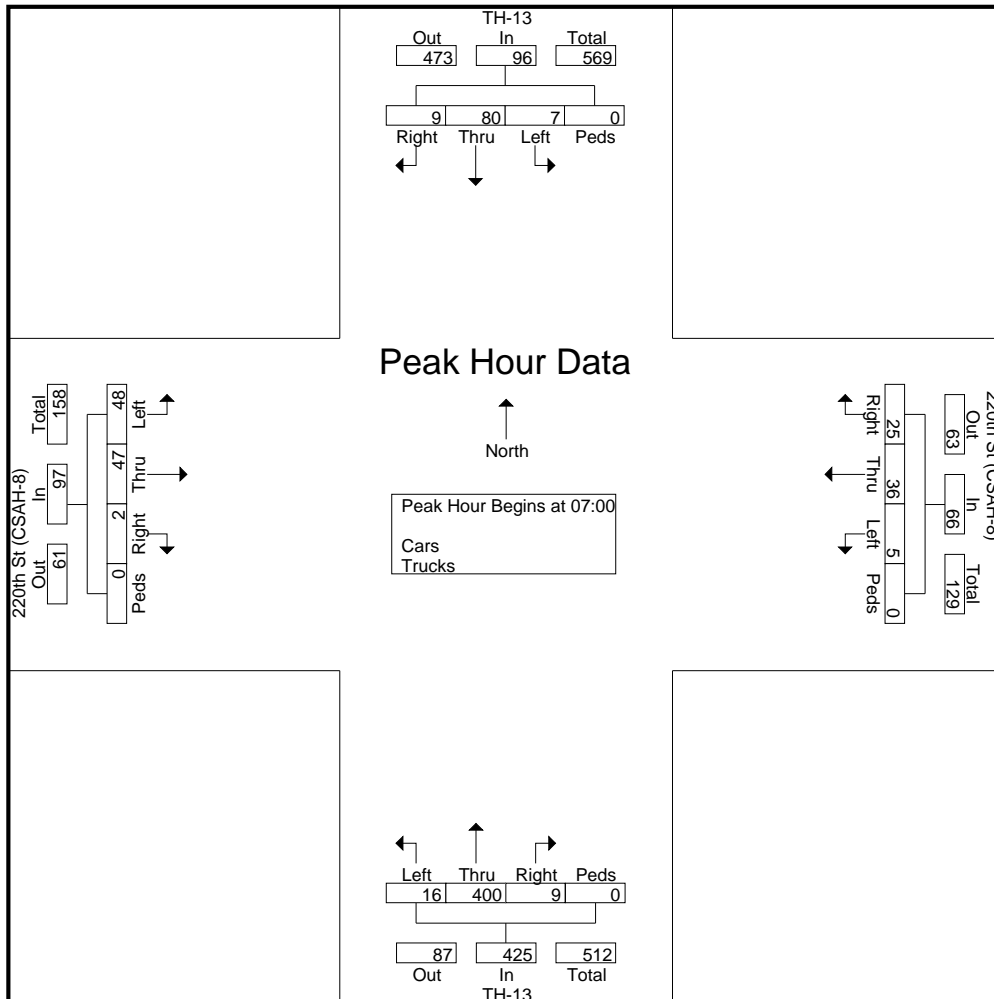 TH-13
Out In Total
473 96 569
9 80 7 0
Right Thru Left Peds
Peak Hour Data
North
Peak Hour Begins at 07:00
Cars
Trucks
220th St (CSAH-8)
Total In Out
158 97 61
48 47 2 0
Left Thru Right Peds
220th St (CSAH-8)
Out In Total
63 66 129
25 36 5 0
Right Thru Left Peds
Left Thru Right Peds
16 400 9 0
87 425 512
Out In Total
TH-13